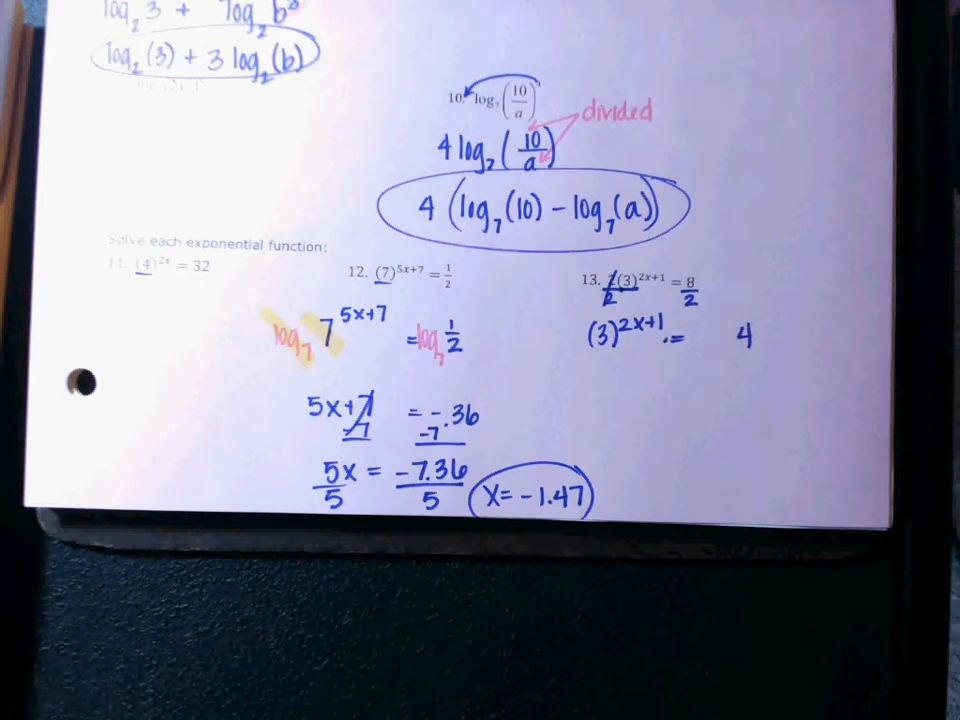 log₂ 3 + log₂ b³
log₂(3) + 3 log₂(b)
10. log₇(10/a)
divided
4 log₇(10/a)
4 (log₇(10) − log₇(a))
Solve each exponential function:
11. (4)²ˣ = 32
12. (7)⁵ˣ⁺⁷ = 1/2
13. 2(3)²ˣ⁺¹ = 8
2 2
log₇ 7⁵ˣ⁺⁷ = log₇ 1/2
(3)²ˣ⁺¹ = 4
5x+7 = -.36
-7 -7
5x = -7.36
5 5
x= -1.47